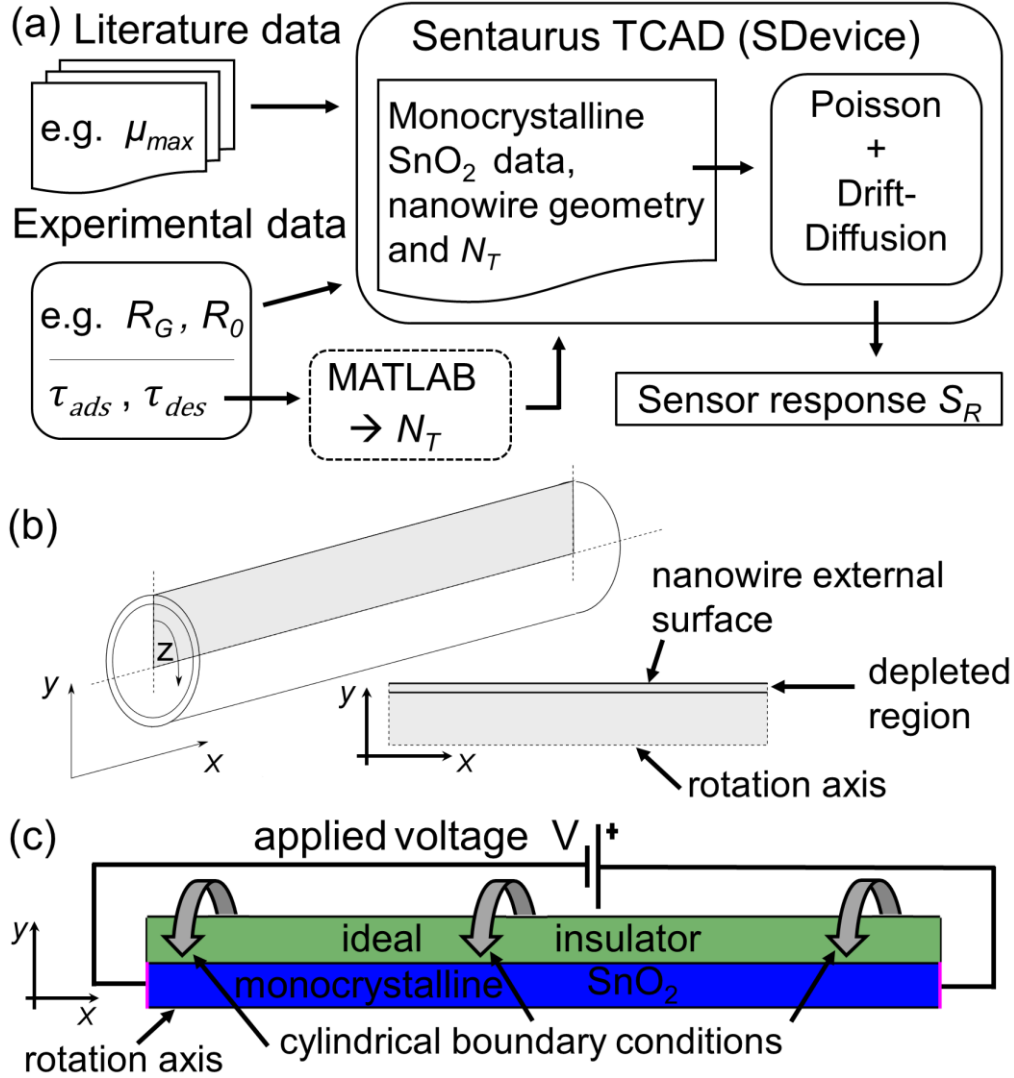 (a)
Literature data
e.g. μmax
Experimental data
e.g. RG , R0
τads , τdes
MATLAB
→ NT
Sentaurus TCAD (SDevice)
Monocrystalline
SnO2 data,
nanowire geometry
and NT
Poisson
+
Drift-
Diffusion
Sensor response SR
(b)
z
y
x
nanowire external
surface
depleted
region
y
x
rotation axis
(c)
applied voltage V +
y
x
ideal insulator
monocrystalline SnO2
rotation axis
cylindrical boundary conditions